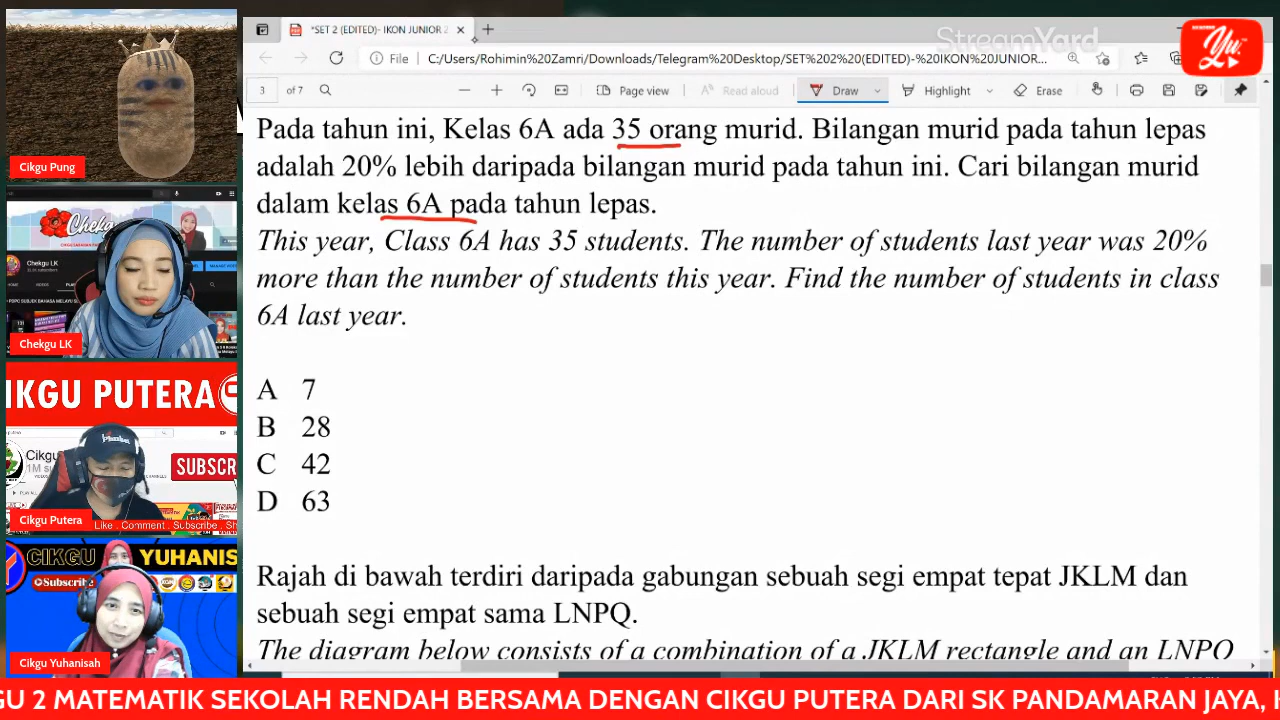 *SET 2 (EDITED)- IKON JUNIOR 2
StreamYard
Yu
File
C:/Users/Rohimin Zamri/Downloads/Telegram%20Desktop/SET%202%20(EDITED)-%20IKON%20JUNIOR...
3 of 7
Page view
Read aloud
Draw
Highlight
Erase
Pada tahun ini, Kelas 6A ada 35 orang murid. Bilangan murid pada tahun lepas
adalah 20% lebih daripada bilangan murid pada tahun ini. Cari bilangan murid
dalam kelas 6A pada tahun lepas.
This year, Class 6A has 35 students. The number of students last year was 20%
more than the number of students this year. Find the number of students in class
6A last year.
A 7
B 28
C 42
D 63
Rajah di bawah terdiri daripada gabungan sebuah segi empat tepat JKLM dan
sebuah segi empat sama LNPQ.
The diagram below consists of a combination of a JKLM rectangle and an LNPQ
Cikgu Pung
Chekg
Chekgu LK
Chekgu LK
IKGU PUTERA
Cikgu
1M su
SUBSCR
Cikgu Putera
Like . Comment . Subscribe . Sh
CIKGU YUHANIS
Subscribe
Cikgu Yuhanisah
GU 2 MATEMATIK SEKOLAH RENDAH BERSAMA DENGAN CIKGU PUTERA DARI SK PANDAMARAN JAYA, K